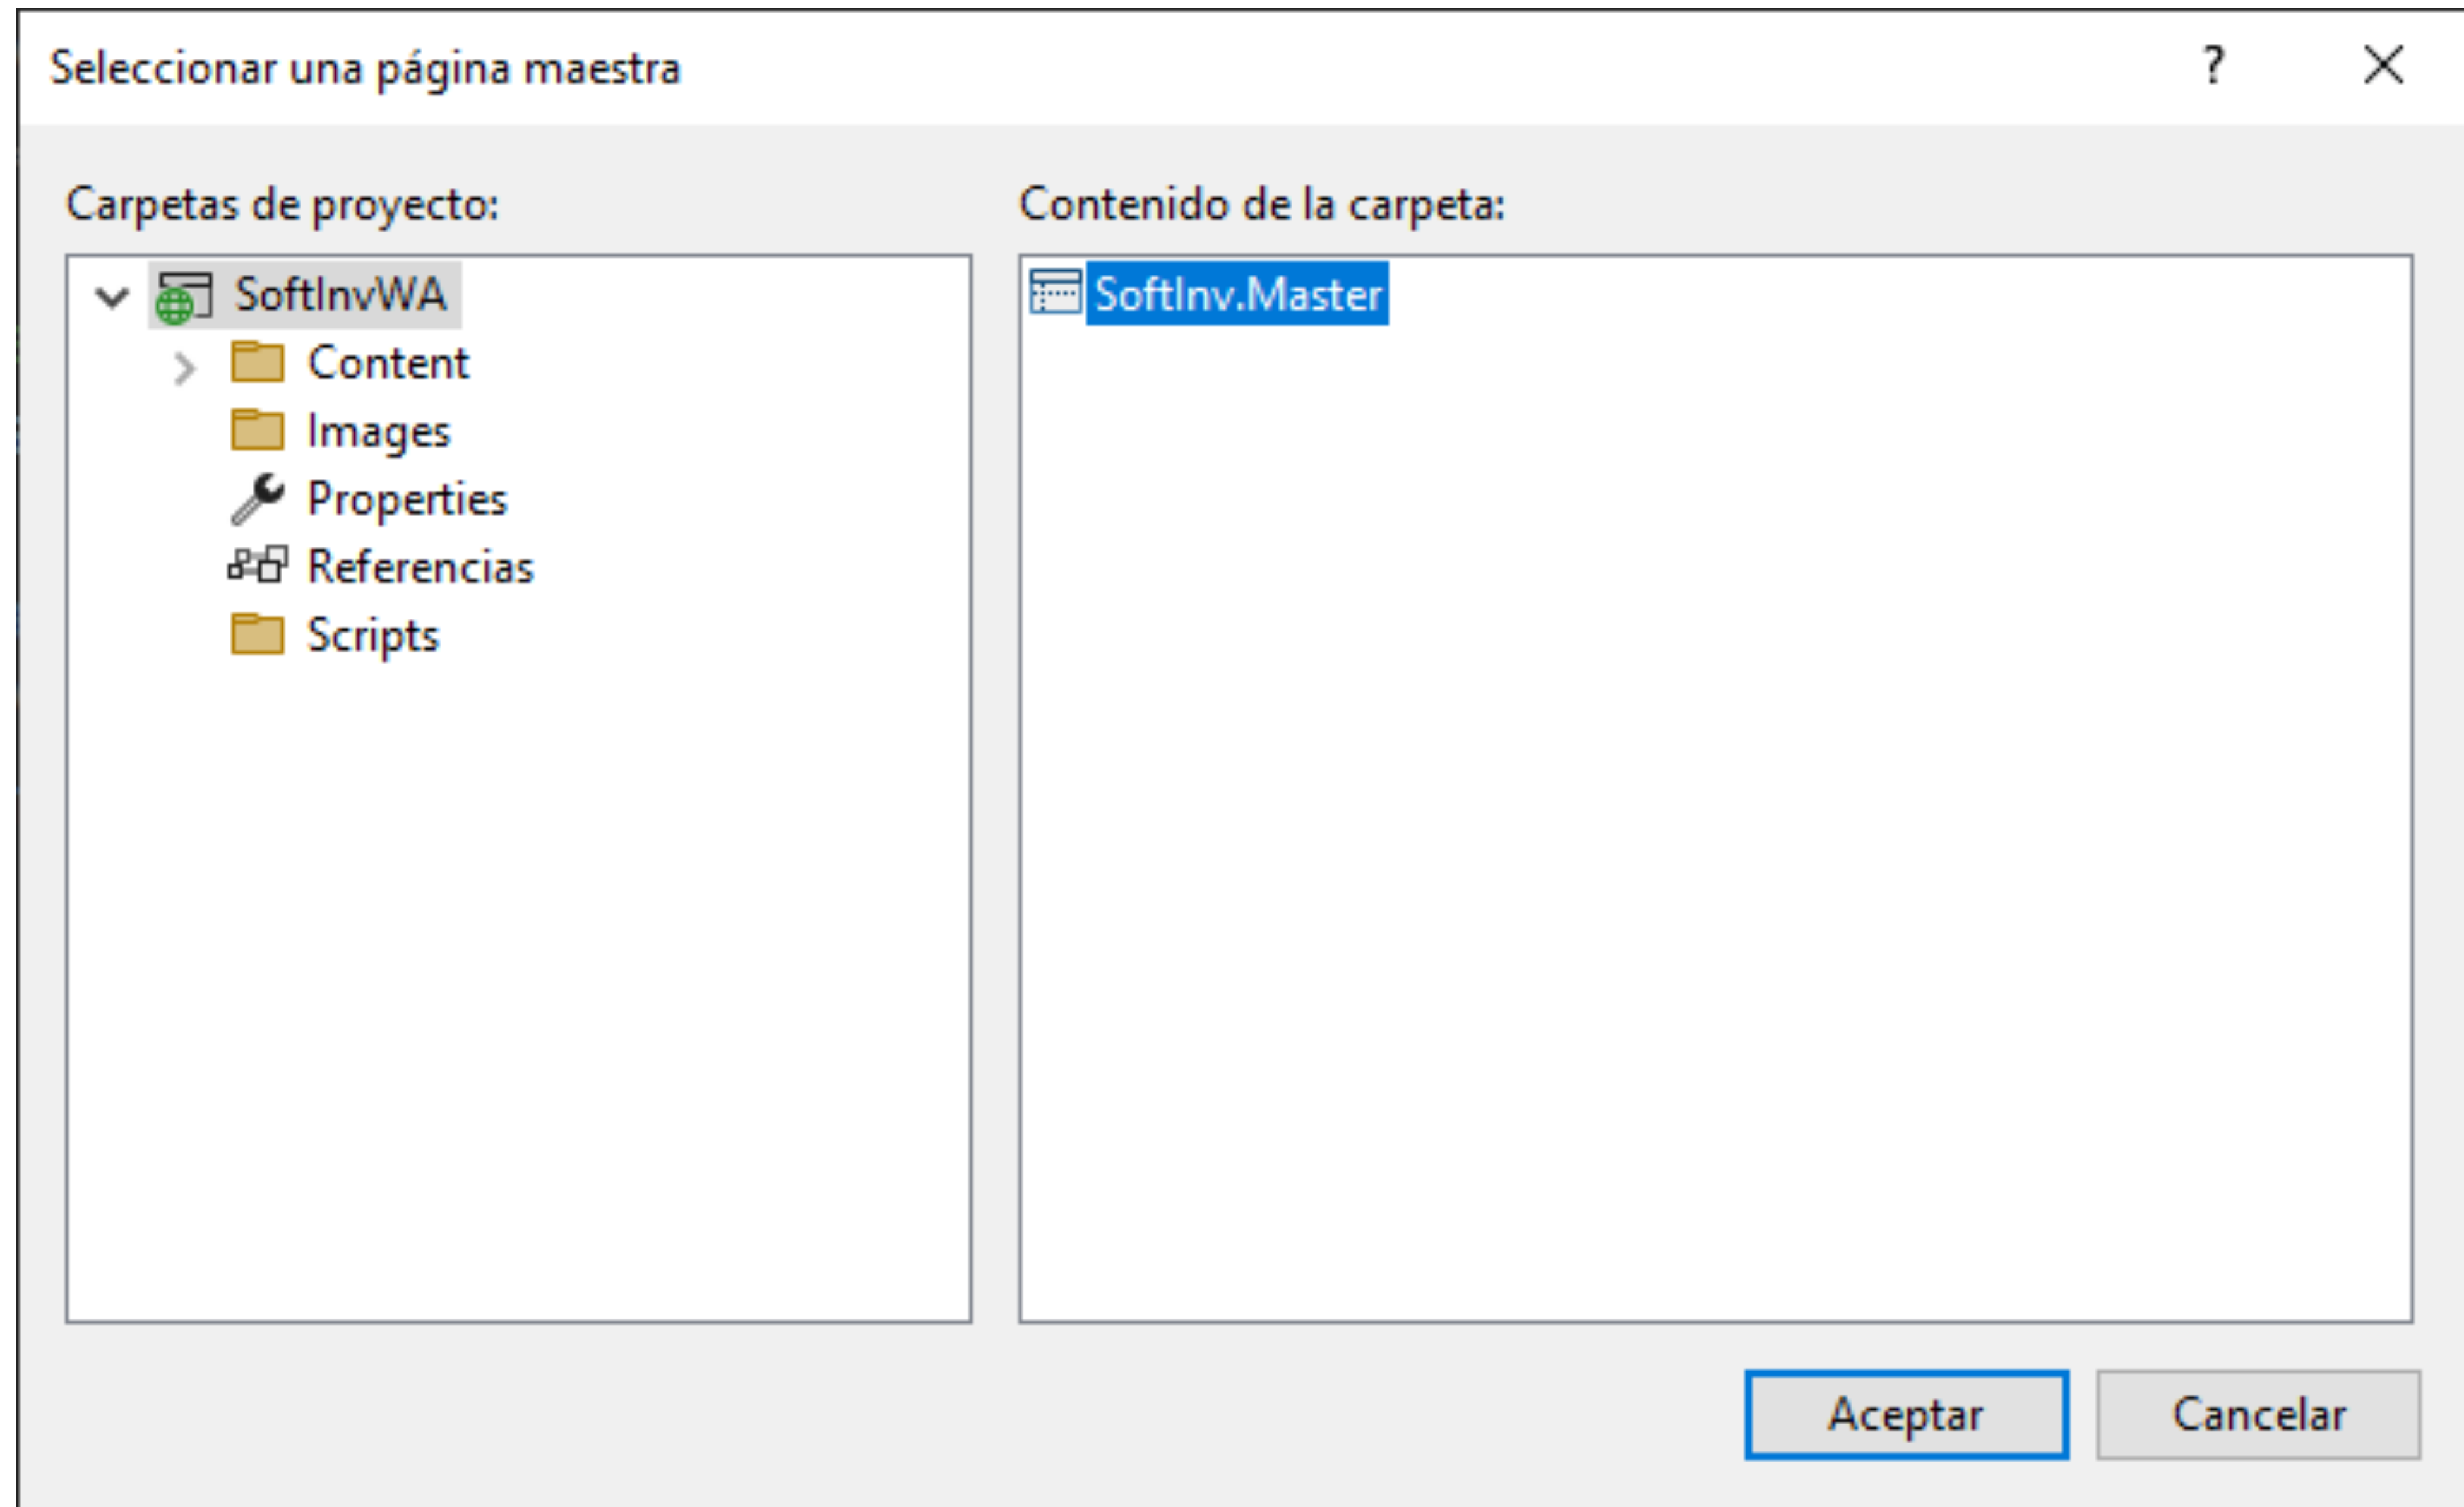 Seleccionar una página maestra
?
Carpetas de proyecto:
Contenido de la carpeta:
SoftInvWA
SoftInv.Master
Content
Images
Properties
Referencias
Scripts
Aceptar
Cancelar